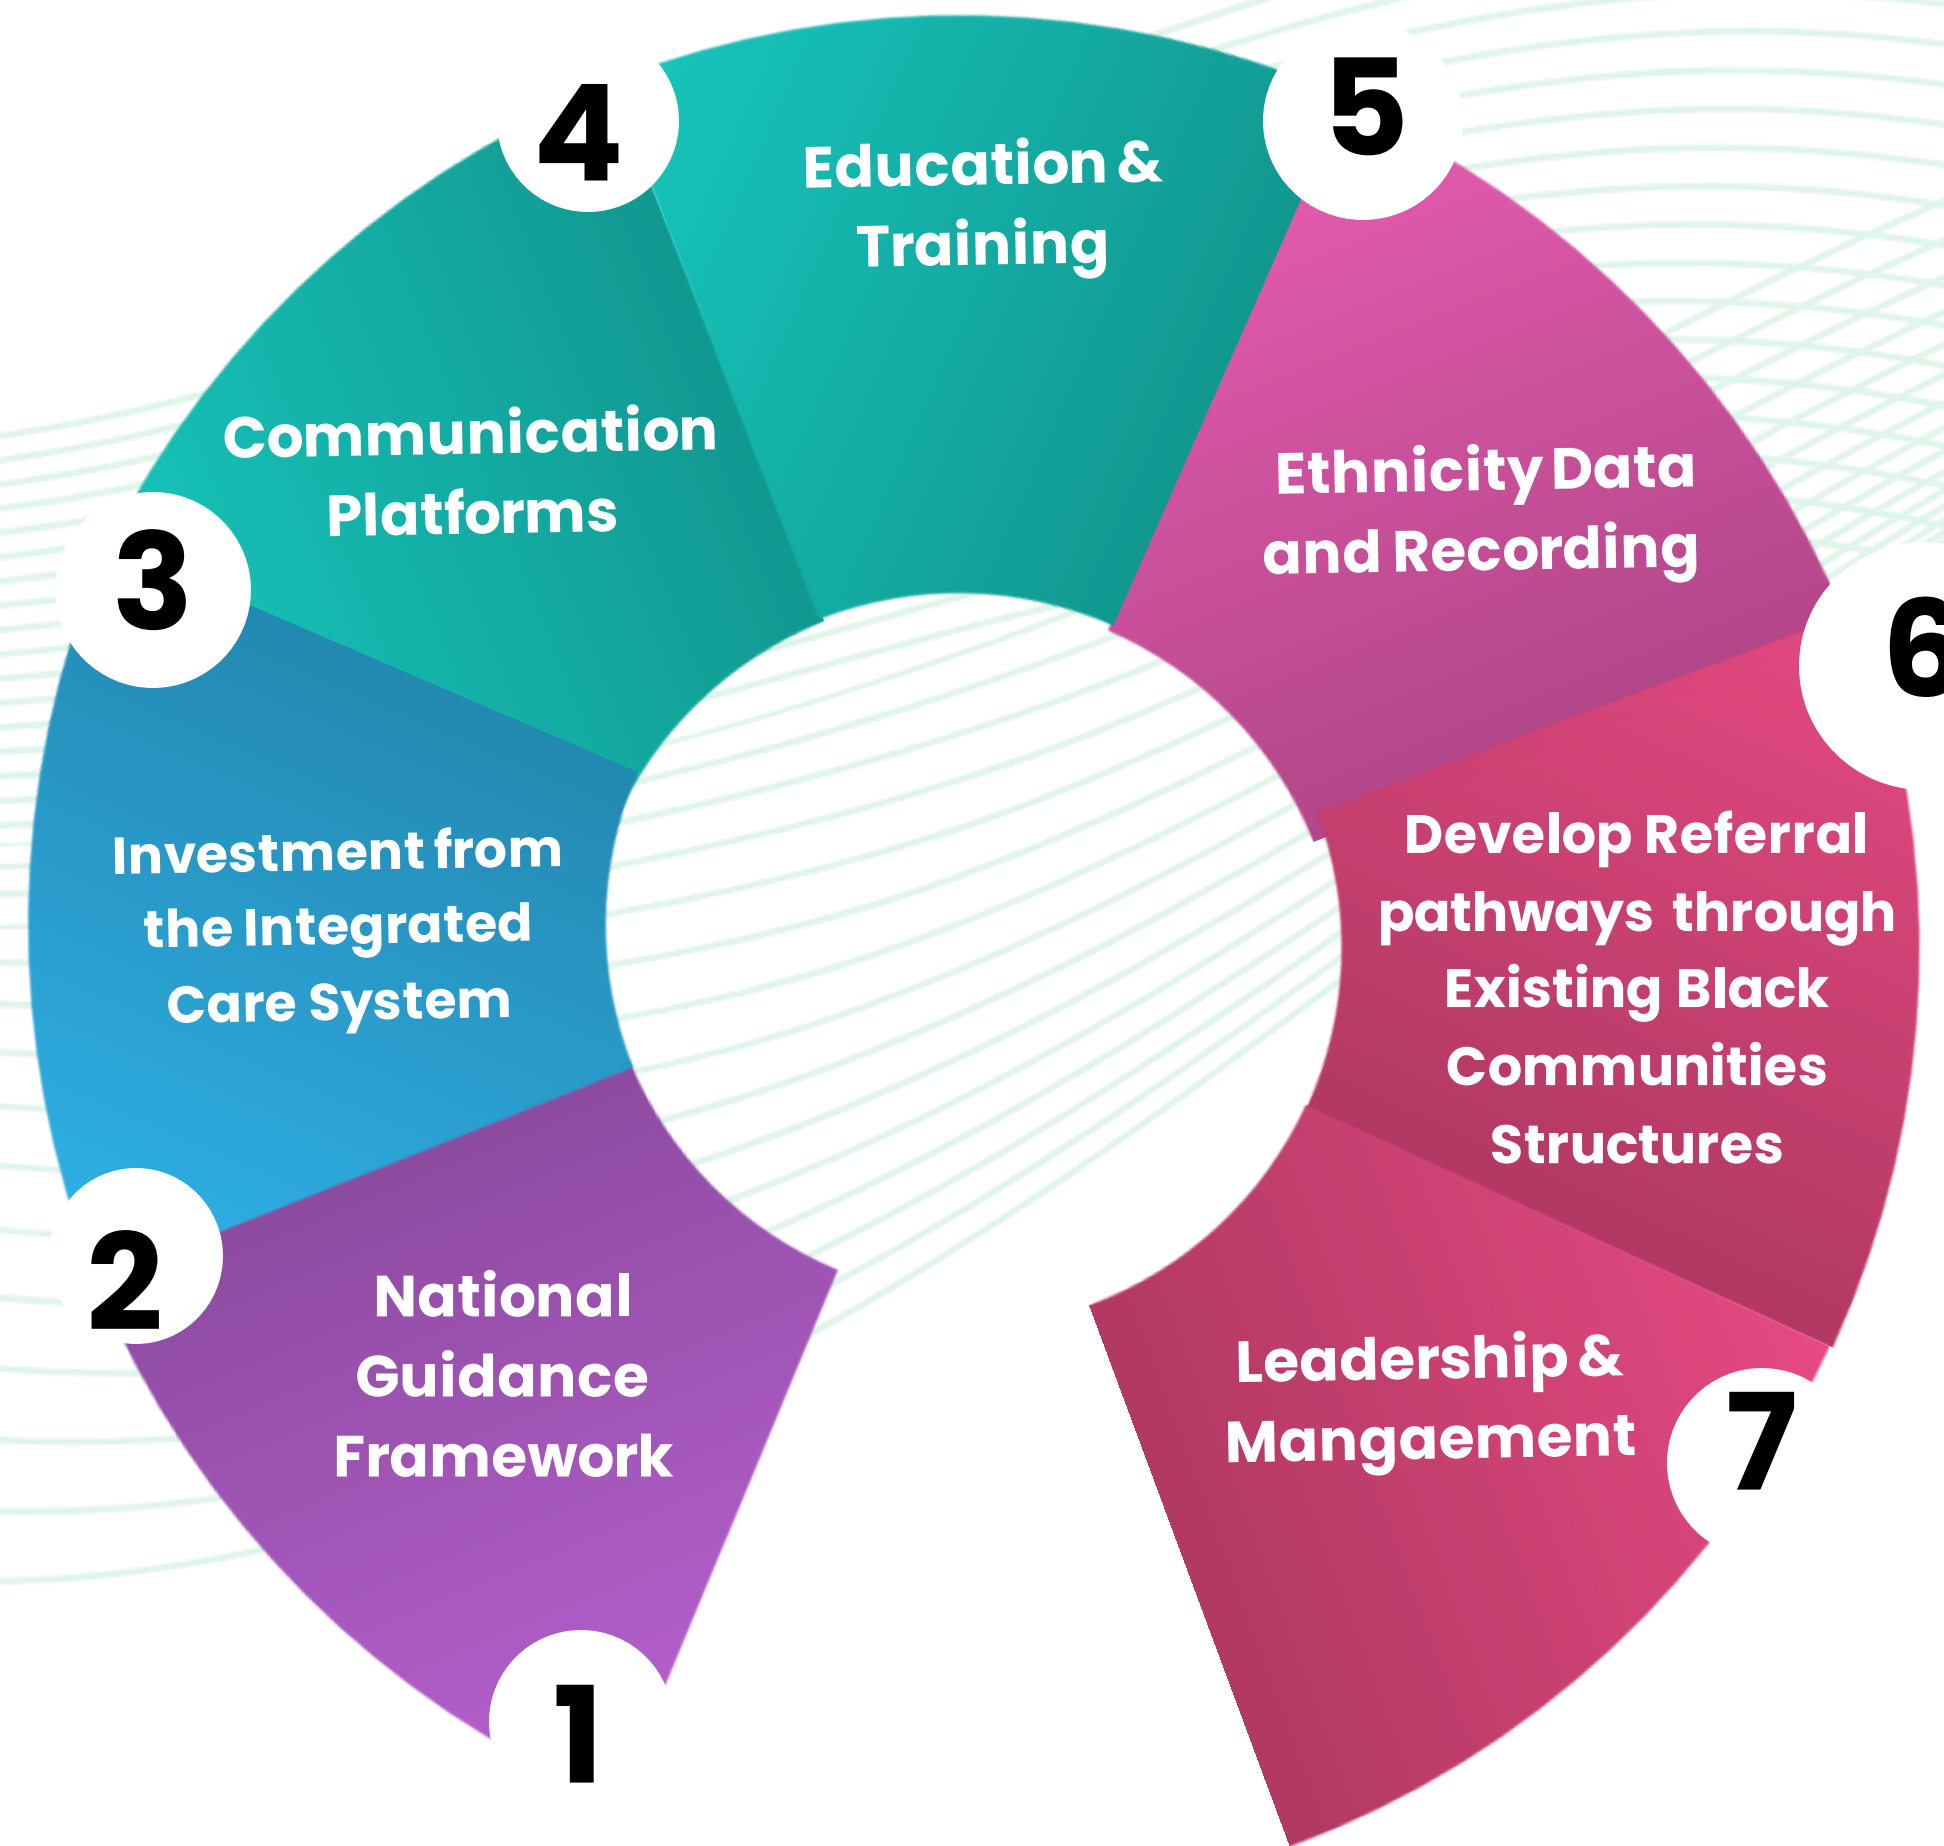 1
National
Guidance
Framework
2
Investment from
the Integrated
Care System
3
Communication
Platforms
4
Education &
Training
5
Ethnicity Data
and Recording
6
Develop Referral
pathways through
Existing Black
Communities
Structures
7
Leadership &
Mangaement